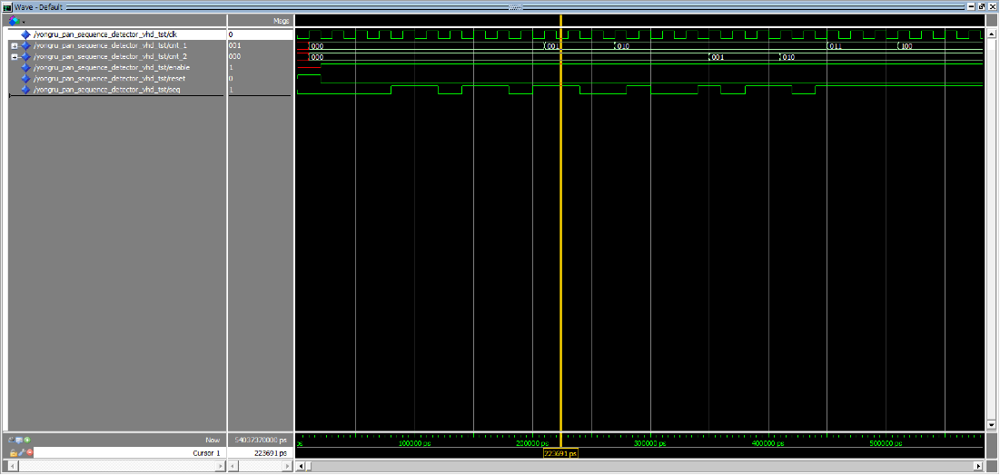 Wave - Default
Msgs
/yongru_pan_sequence_detector_vhd_tst/clk 0
/yongru_pan_sequence_detector_vhd_tst/cnt_1 001 000 001 010 011 100
/yongru_pan_sequence_detector_vhd_tst/cnt_2 000 000 001 010
/yongru_pan_sequence_detector_vhd_tst/enable 1
/yongru_pan_sequence_detector_vhd_tst/reset 0
/yongru_pan_sequence_detector_vhd_tst/seq 1
Now 54037370000 ps ps 100000 ps 200000 ps 300000 ps 400000 ps 500000 ps
Cursor 1 223691 ps 223691 ps